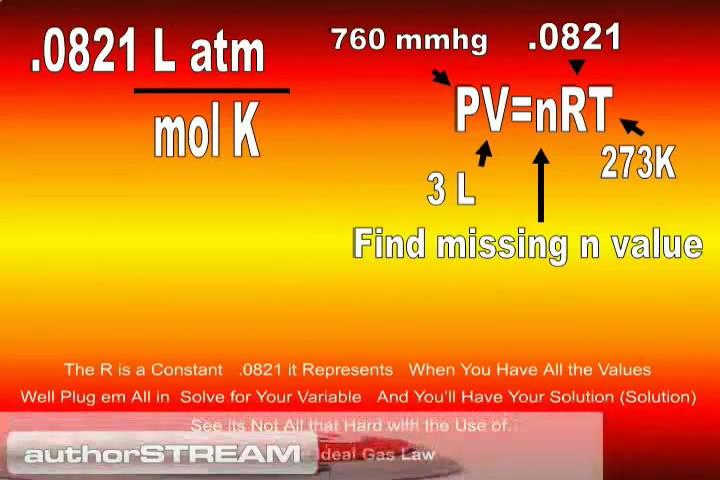 .0821 L atm
mol K
760 mmhg
.0821
PV=nRT
273K
3 L
Find missing n value
The R is a Constant .0821 it Represents When You Have All the Values
Well Plug em All in Solve for Your Variable And You'll Have Your Solution (Solution)
See Its Not All that Hard with the Use of.
deal Gas Law
authorSTREAM